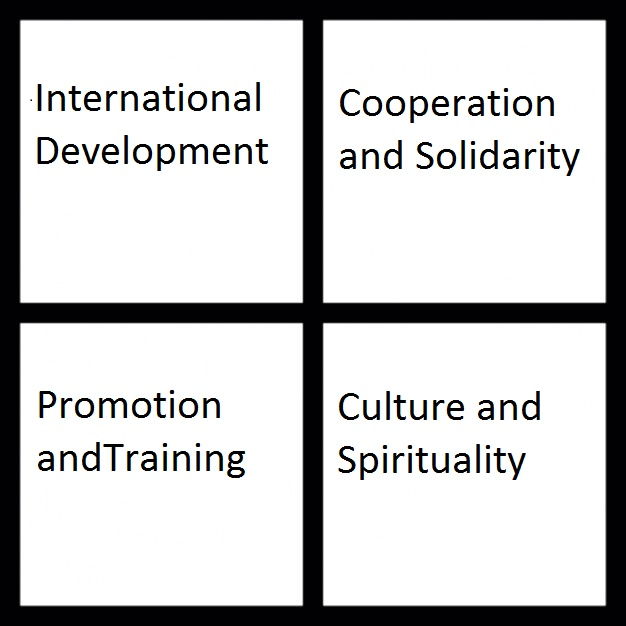 International
Development
Cooperation
and Solidarity
Promotion
andTraining
Culture and
Spirituality